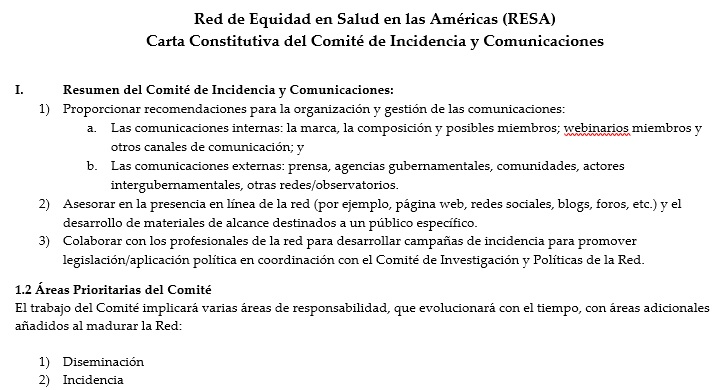 Red de Equidad en Salud en las Américas (RESA)
Carta Constitutiva del Comité de Incidencia y Comunicaciones
I. Resumen del Comité de Incidencia y Comunicaciones:
1) Proporcionar recomendaciones para la organización y gestión de las comunicaciones:
a. Las comunicaciones internas: la marca, la composición y posibles miembros; webinarios miembros y
otros canales de comunicación; y
b. Las comunicaciones externas: prensa, agencias gubernamentales, comunidades, actores
intergubernamentales, otras redes/observatorios.
2) Asesorar en la presencia en línea de la red (por ejemplo, página web, redes sociales, blogs, foros, etc.) y el
desarrollo de materiales de alcance destinados a un público específico.
3) Colaborar con los profesionales de la red para desarrollar campañas de incidencia para promover
legislación/aplicación política en coordinación con el Comité de Investigación y Políticas de la Red.
1.2 Áreas Prioritarias del Comité
El trabajo del Comité implicará varias áreas de responsabilidad, que evolucionará con el tiempo, con áreas adicionales
añadidos al madurar la Red:
1) Diseminación
2) Incidencia